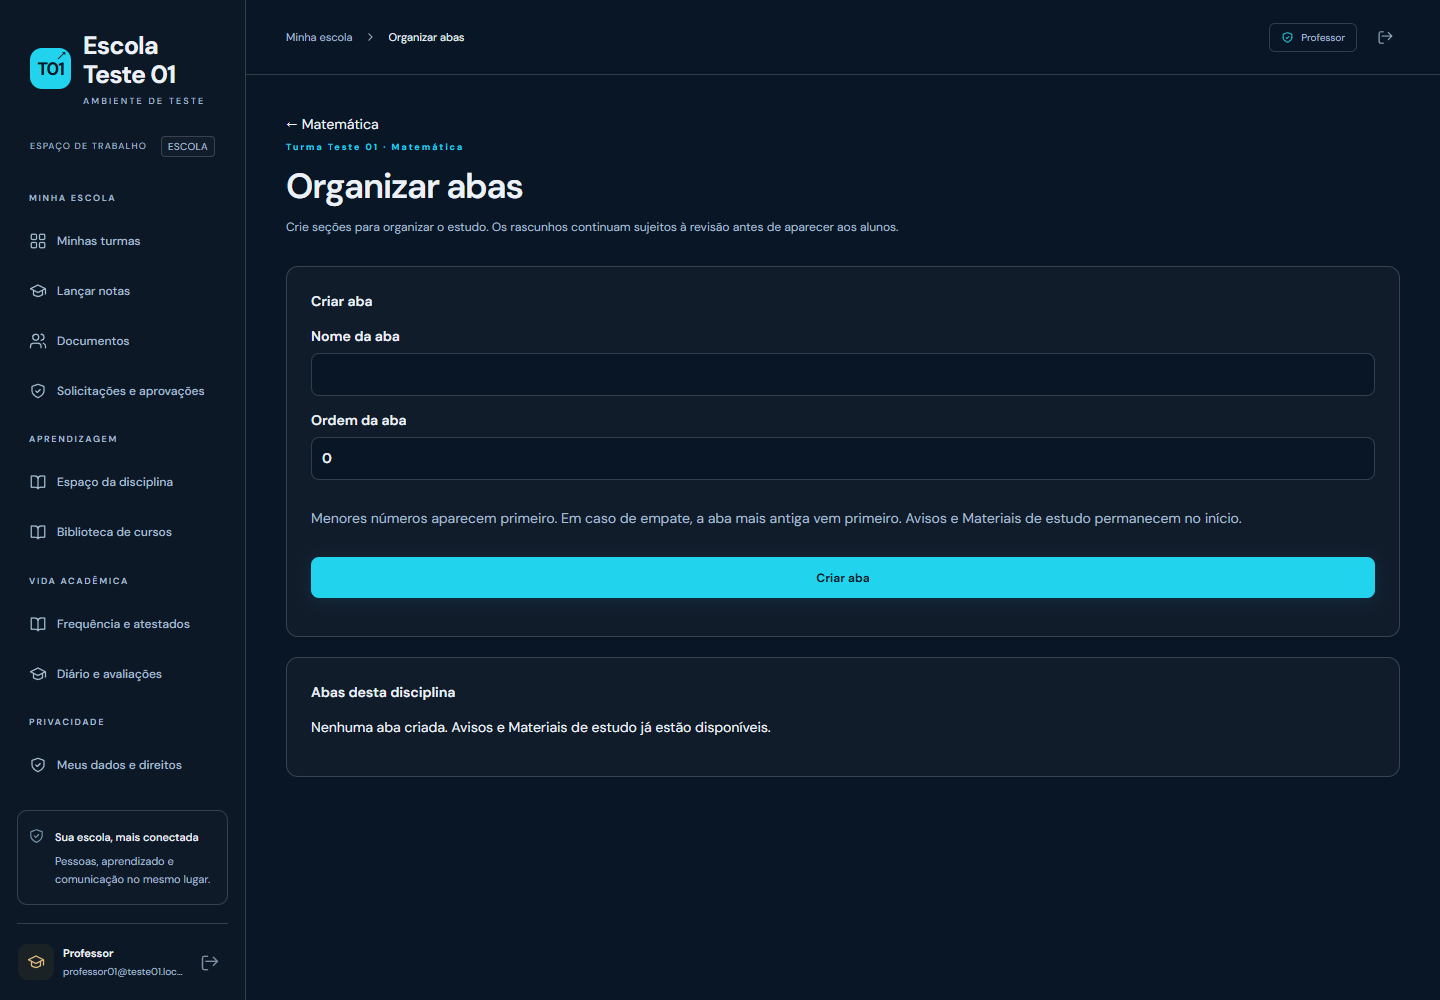 T01
Escola
Teste 01
AMBIENTE DE TESTE
ESPAÇO DE TRABALHO
ESCOLA
MINHA ESCOLA
Minhas turmas
Lançar notas
Documentos
Solicitações e aprovações
APRENDIZAGEM
Espaço da disciplina
Biblioteca de cursos
VIDA ACADÊMICA
Frequência e atestados
Diário e avaliações
PRIVACIDADE
Meus dados e direitos
Sua escola, mais conectada
Pessoas, aprendizado e
comunicação no mesmo lugar.
Professor
professor01@teste01.loc...
Minha escola > Organizar abas
Professor
← Matemática
Turma Teste 01 · Matemática
Organizar abas
Crie seções para organizar o estudo. Os rascunhos continuam sujeitos à revisão antes de aparecer aos alunos.
Criar aba
Nome da aba
Ordem da aba
0
Menores números aparecem primeiro. Em caso de empate, a aba mais antiga vem primeiro. Avisos e Materiais de estudo permanecem no início.
Criar aba
Abas desta disciplina
Nenhuma aba criada. Avisos e Materiais de estudo já estão disponíveis.